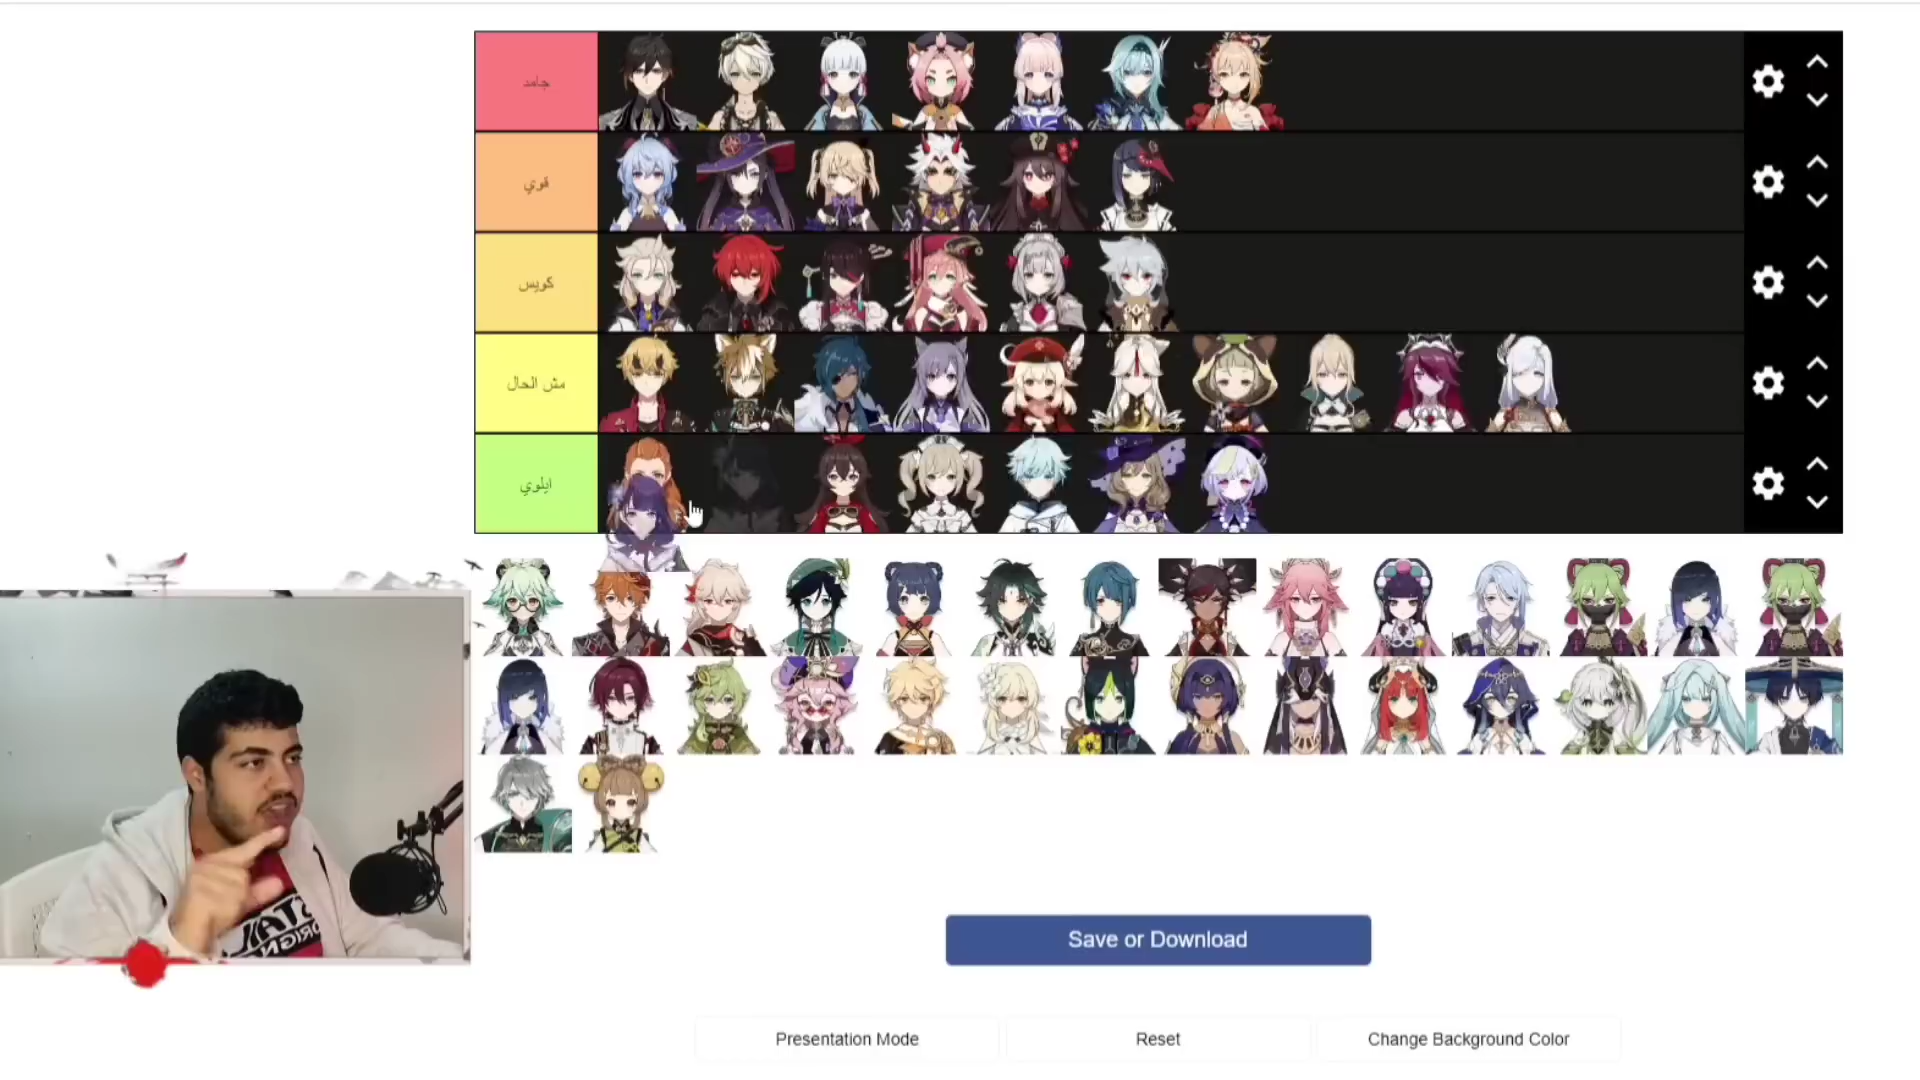 جامد
قوي
كويس
مش الحال
ايلوي
Save or Download
Presentation Mode
Reset
Change Background Color